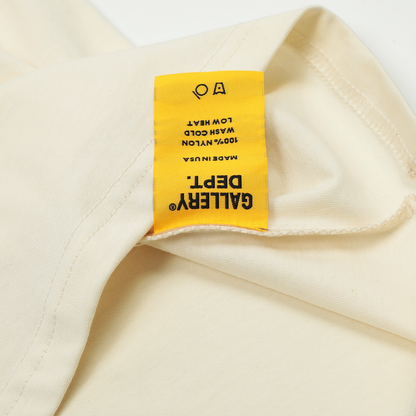 GALLERY®
DEPT.
MADE IN USA
100% NYLON
WASH COLD
LOW HEAT